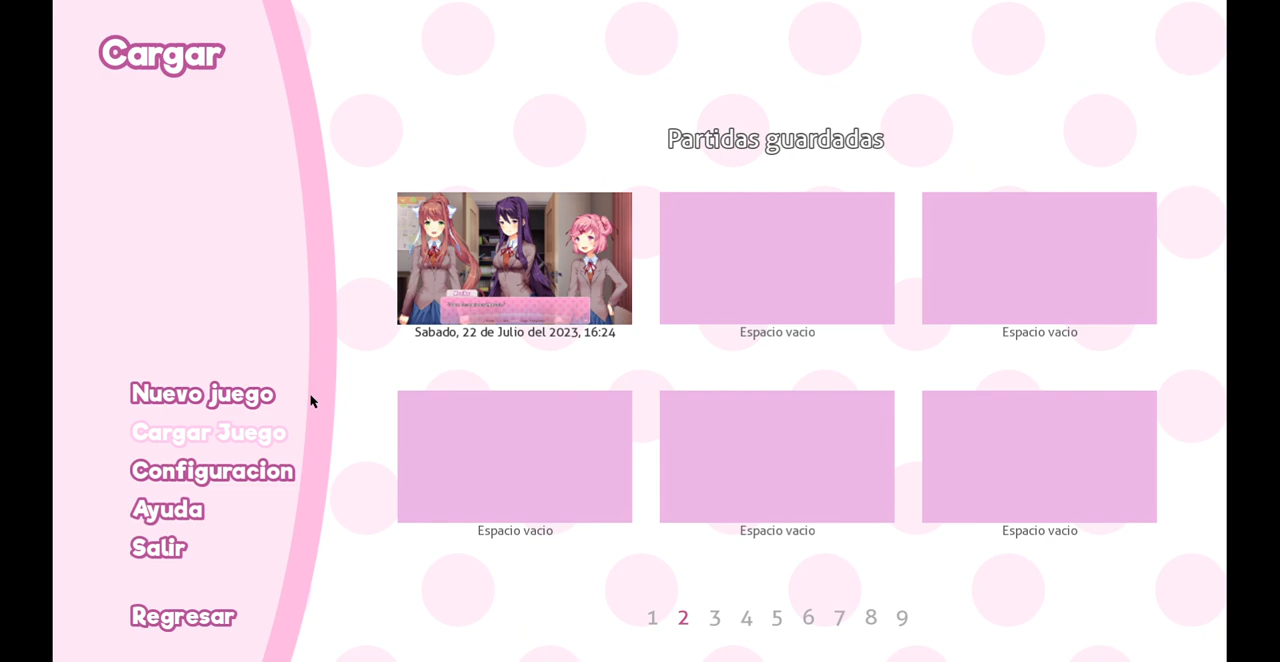 Cargar
Partidas guardadas
Sabado, 22 de Julio del 2023, 16:24
Espacio vacio
Espacio vacio
Nuevo juego
Cargar Juego
Configuracion
Ayuda
Salir
Espacio vacio
Espacio vacio
Espacio vacio
Regresar
1 2 3 4 5 6 7 8 9